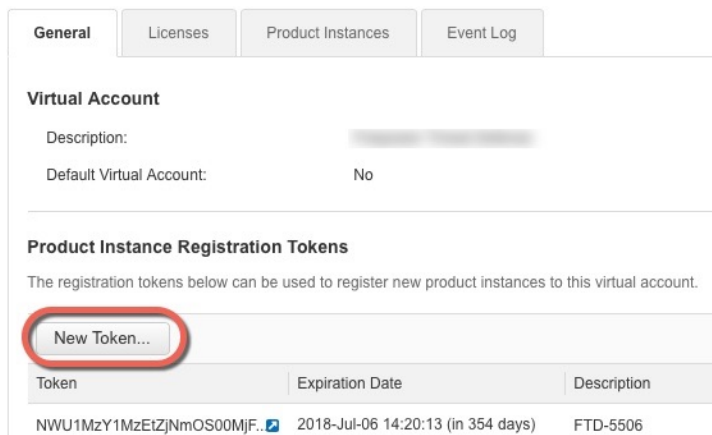 General Licenses Product Instances Event Log
Virtual Account
Description:
Default Virtual Account: No
Product Instance Registration Tokens
The registration tokens below can be used to register new product instances to this virtual account.
New Token...
Token Expiration Date Description
NWU1MzY1MzEtZjNmOS00MjF... 2018-Jul-06 14:20:13 (in 354 days) FTD-5506